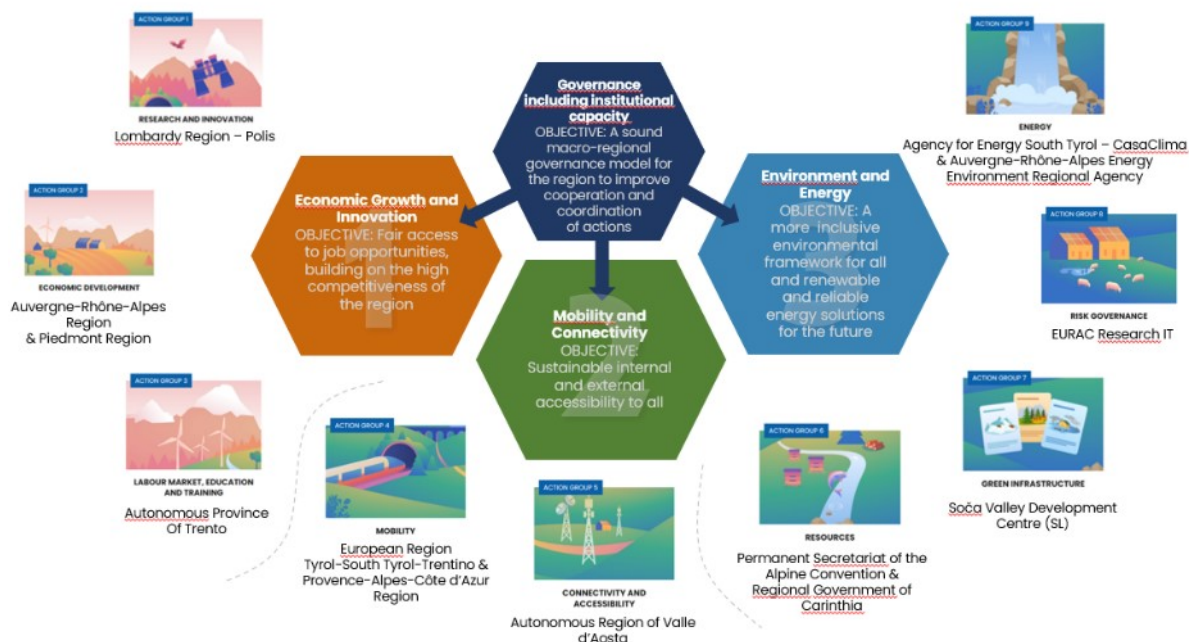 ACTION GROUP 1
RESEARCH AND INNOVATION
Lombardy Region – Polis
ACTION GROUP 2
ECONOMIC DEVELOPMENT
Auvergne-Rhône-Alpes
Region
& Piedmont Region
ACTION GROUP 3
LABOUR MARKET, EDUCATION
AND TRAINING
Autonomous Province
Of Trento
Governance
including institutional
capacity
OBJECTIVE: A sound
macro-regional
governance model for
the region to improve
cooperation and
coordination
of actions
1
Economic Growth and
Innovation
OBJECTIVE: Fair access
to job opportunities,
building on the high
competitiveness of
the region
2
Mobility and
Connectivity
OBJECTIVE:
Sustainable internal
and external
accessibility to all
3
Environment and
Energy
OBJECTIVE: A
more inclusive
environmental
framework for all
and renewable
and reliable
energy solutions
for the future
ACTION GROUP 4
MOBILITY
European Region
Tyrol-South Tyrol-Trentino &
Provence-Alpes-Côte d'Azur
Region
ACTION GROUP 5
CONNECTIVITY AND
ACCESSIBILITY
Autonomous Region of Valle
d'Aosta
ACTION GROUP 6
RESOURCES
Permanent Secretariat of the
Alpine Convention &
Regional Government of
Carinthia
ACTION GROUP 9
ENERGY
Agency for Energy South Tyrol – CasaClima
& Auvergne-Rhône-Alpes Energy
Environment Regional Agency
ACTION GROUP 8
RISK GOVERNANCE
EURAC Research IT
ACTION GROUP 7
GREEN INFRASTRUCTURE
Soča Valley Development
Centre (SL)